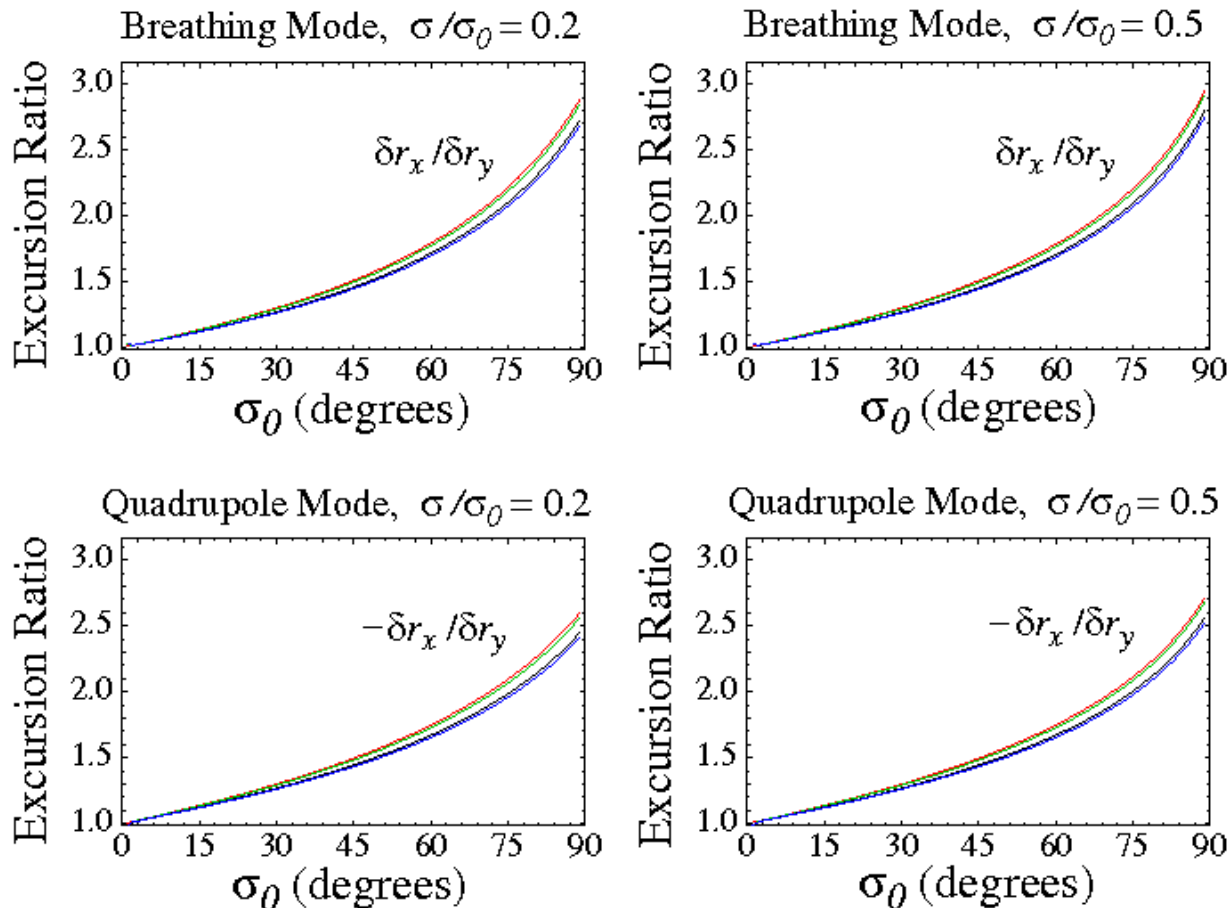 Breathing Mode, σ/σ0 = 0.2
Excursion Ratio
3.0
2.5
2.0
1.5
1.0
δrx/δry
0 15 30 45 60 75 90
σ0 (degrees)
Breathing Mode, σ/σ0 = 0.5
Excursion Ratio
3.0
2.5
2.0
1.5
1.0
δrx/δry
0 15 30 45 60 75 90
σ0 (degrees)
Quadrupole Mode, σ/σ0 = 0.2
Excursion Ratio
3.0
2.5
2.0
1.5
1.0
−δrx/δry
0 15 30 45 60 75 90
σ0 (degrees)
Quadrupole Mode, σ/σ0 = 0.5
Excursion Ratio
3.0
2.5
2.0
1.5
1.0
−δrx/δry
0 15 30 45 60 75 90
σ0 (degrees)